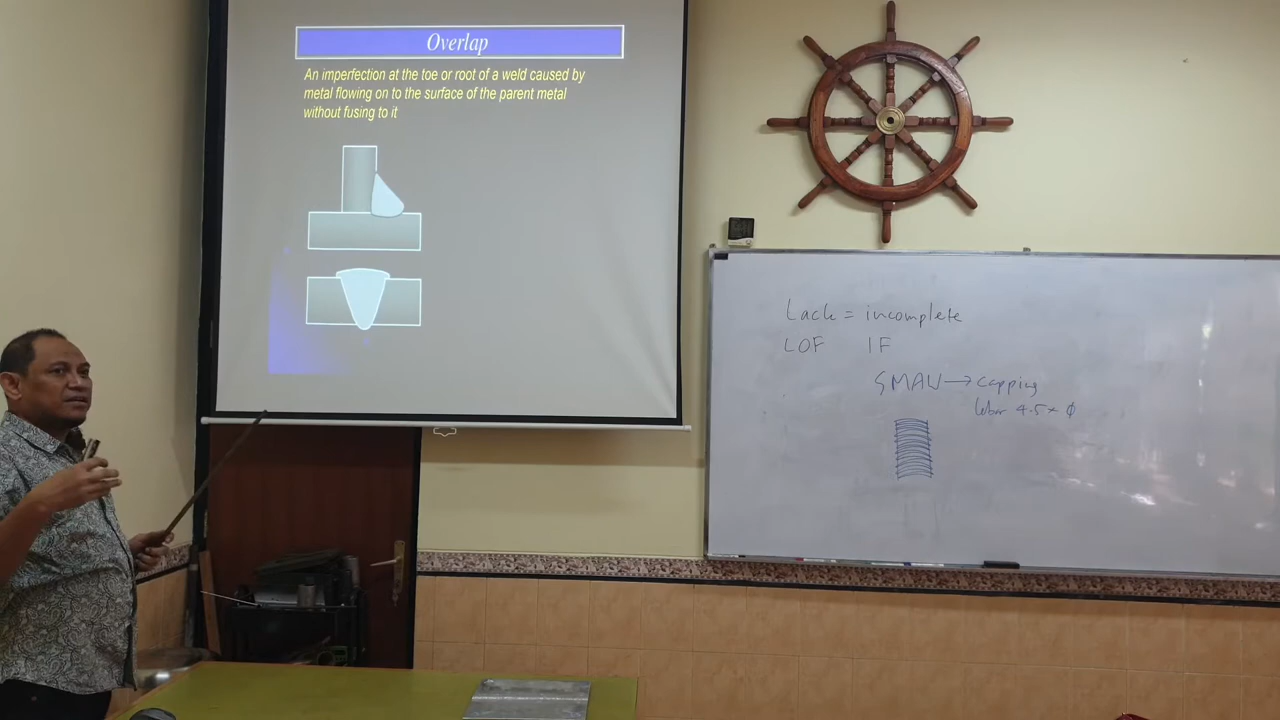 Overlap
An imperfection at the toe or root of a weld caused by
metal flowing on to the surface of the parent metal
without fusing to it
Lack = incomplete
LOF IF
SMAW → capping
lebar 4.5 x ϕ